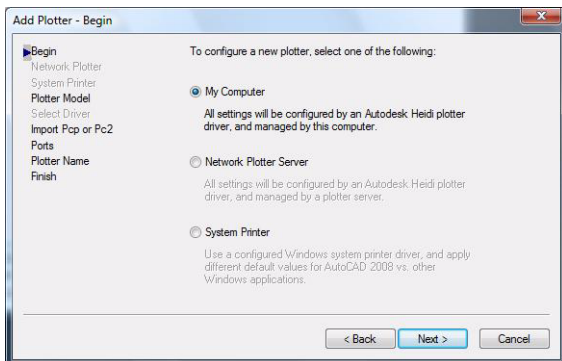 Add Plotter - Begin
Begin
Network Plotter
System Printer
Plotter Model
Select Driver
Import Pcp or Pc2
Ports
Plotter Name
Finish
To configure a new plotter, select one of the following:
My Computer
All settings will be configured by an Autodesk Heidi plotter
driver, and managed by this computer.
Network Plotter Server
All settings will be configured by an Autodesk Heidi plotter
driver, and managed by a plotter server.
System Printer
Use a configured Windows system printer driver, and apply
different default values for AutoCAD 2008 vs. other
Windows applications.
< Back
Next >
Cancel